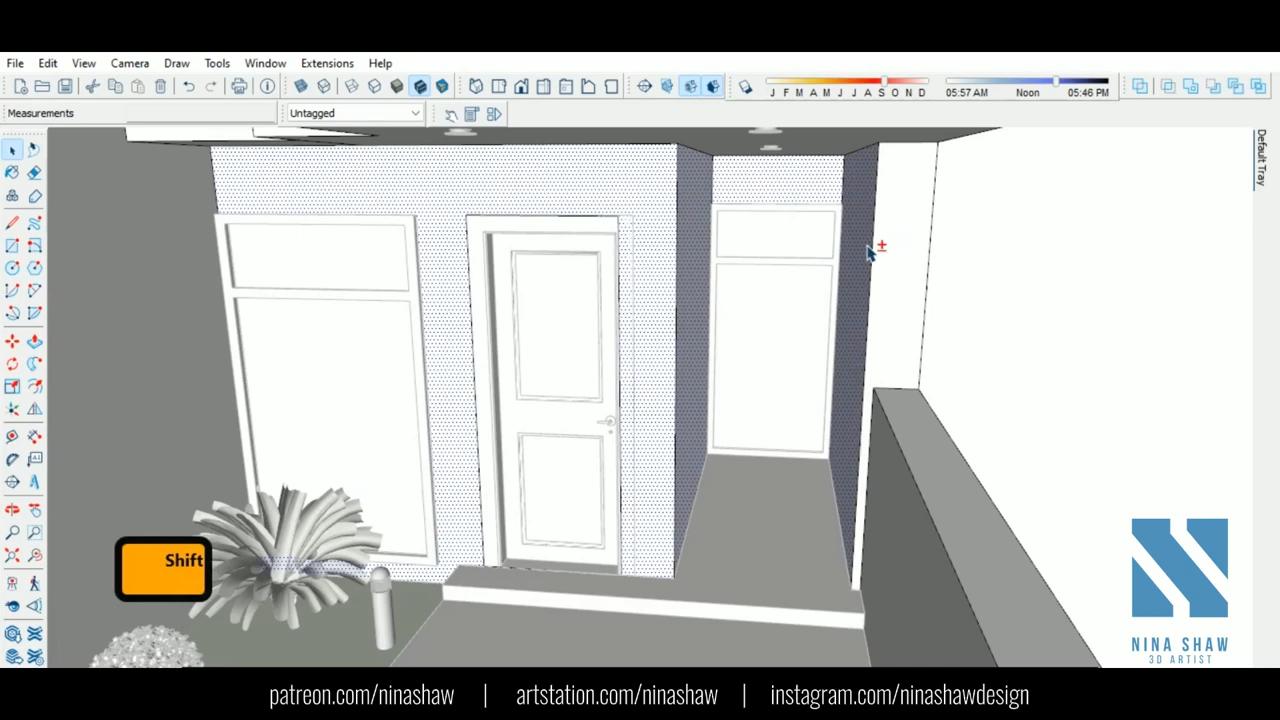 File Edit View Camera Draw Tools Window Extensions Help
J F M A M J J A S O N D
05:57 AM Noon 05:46 PM
Measurements
Untagged
Default Tray
Shift
NINA SHAW
3D ARTIST
patreon.com/ninashaw | artstation.com/ninashaw | instagram.com/ninashawdesign